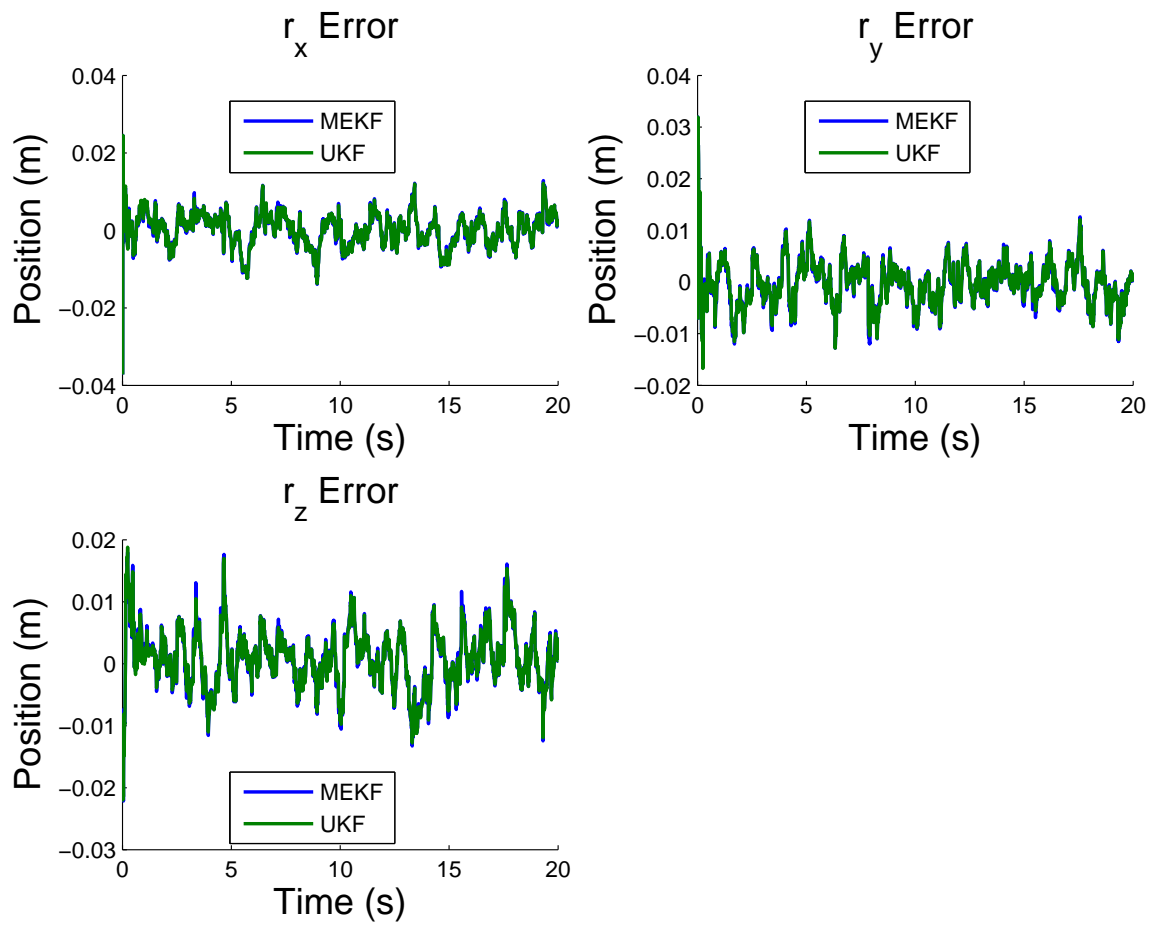 r_x Error
0.04
0.02
0
−0.02
−0.04
Position (m)
MEKF
UKF
0 5 10 15 20
Time (s)
r_y Error
0.04
0.03
0.02
0.01
0
−0.01
−0.02
Position (m)
MEKF
UKF
0 5 10 15 20
Time (s)
r_z Error
0.02
0.01
0
−0.01
−0.02
−0.03
Position (m)
MEKF
UKF
0 5 10 15 20
Time (s)